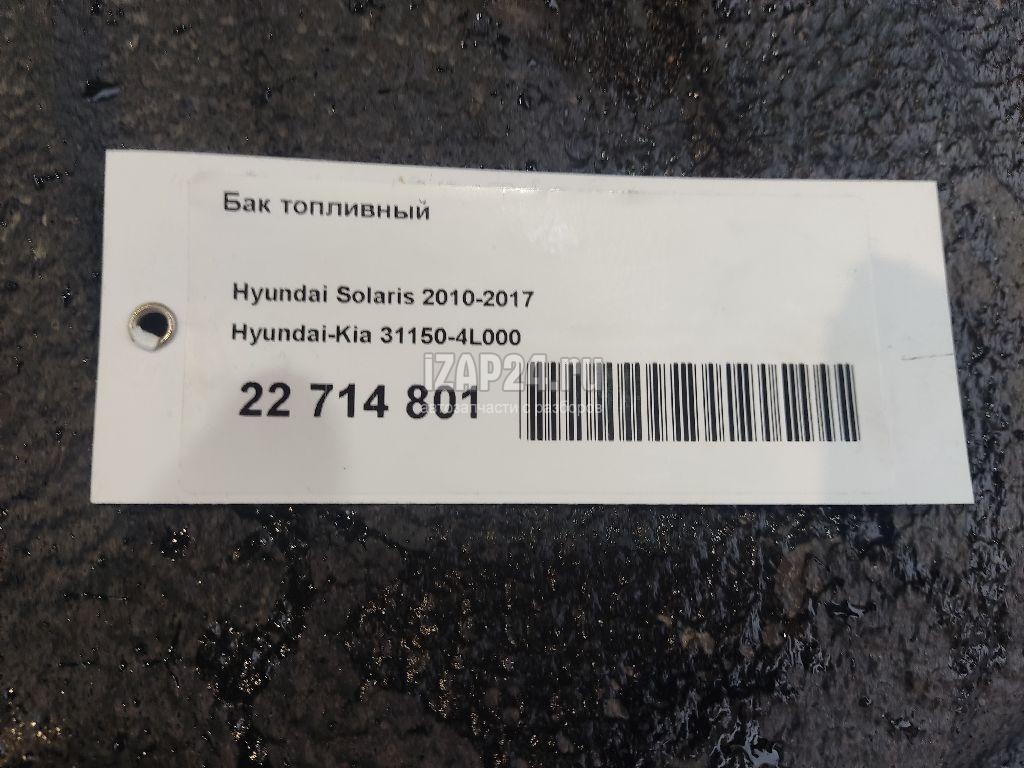 Бак топливный
Hyundai Solaris 2010-2017
Hyundai-Kia 31150-4L000
iZAP24.ru
22 714 801
автозапчасти с разборов